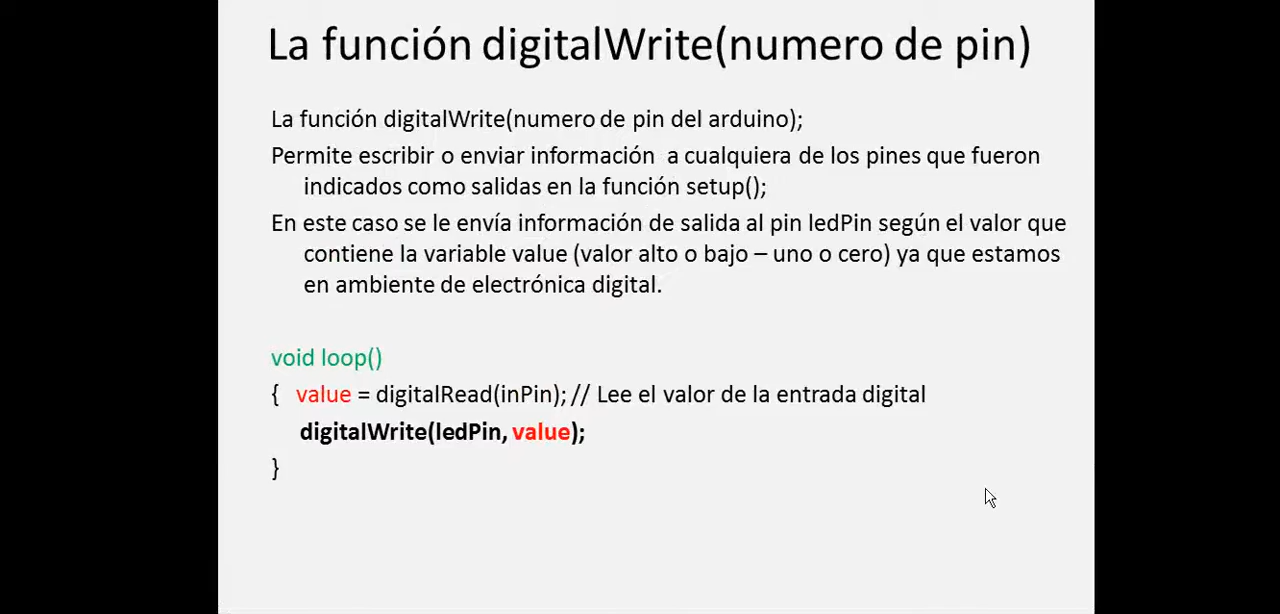 La función digitalWrite(numero de pin)
La función digitalWrite(numero de pin del arduino);
Permite escribir o enviar información a cualquiera de los pines que fueron
indicados como salidas en la función setup();
En este caso se le envía información de salida al pin ledPin según el valor que
contiene la variable value (valor alto o bajo – uno o cero) ya que estamos
en ambiente de electrónica digital.
void loop()
{ value = digitalRead(inPin); // Lee el valor de la entrada digital
digitalWrite(ledPin, value);
}